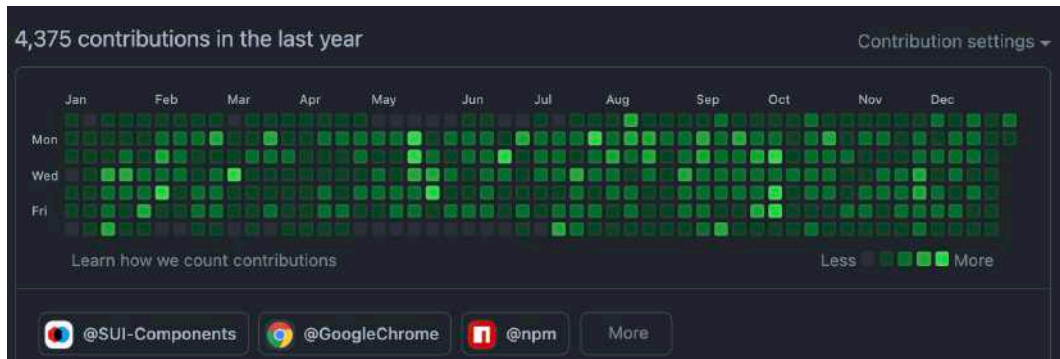 4,375 contributions in the last year
Contribution settings
Jan Feb Mar Apr May Jun Jul Aug Sep Oct Nov Dec
Mon
Wed
Fri
Learn how we count contributions
Less More
@SUI-Components @GoogleChrome @npm More